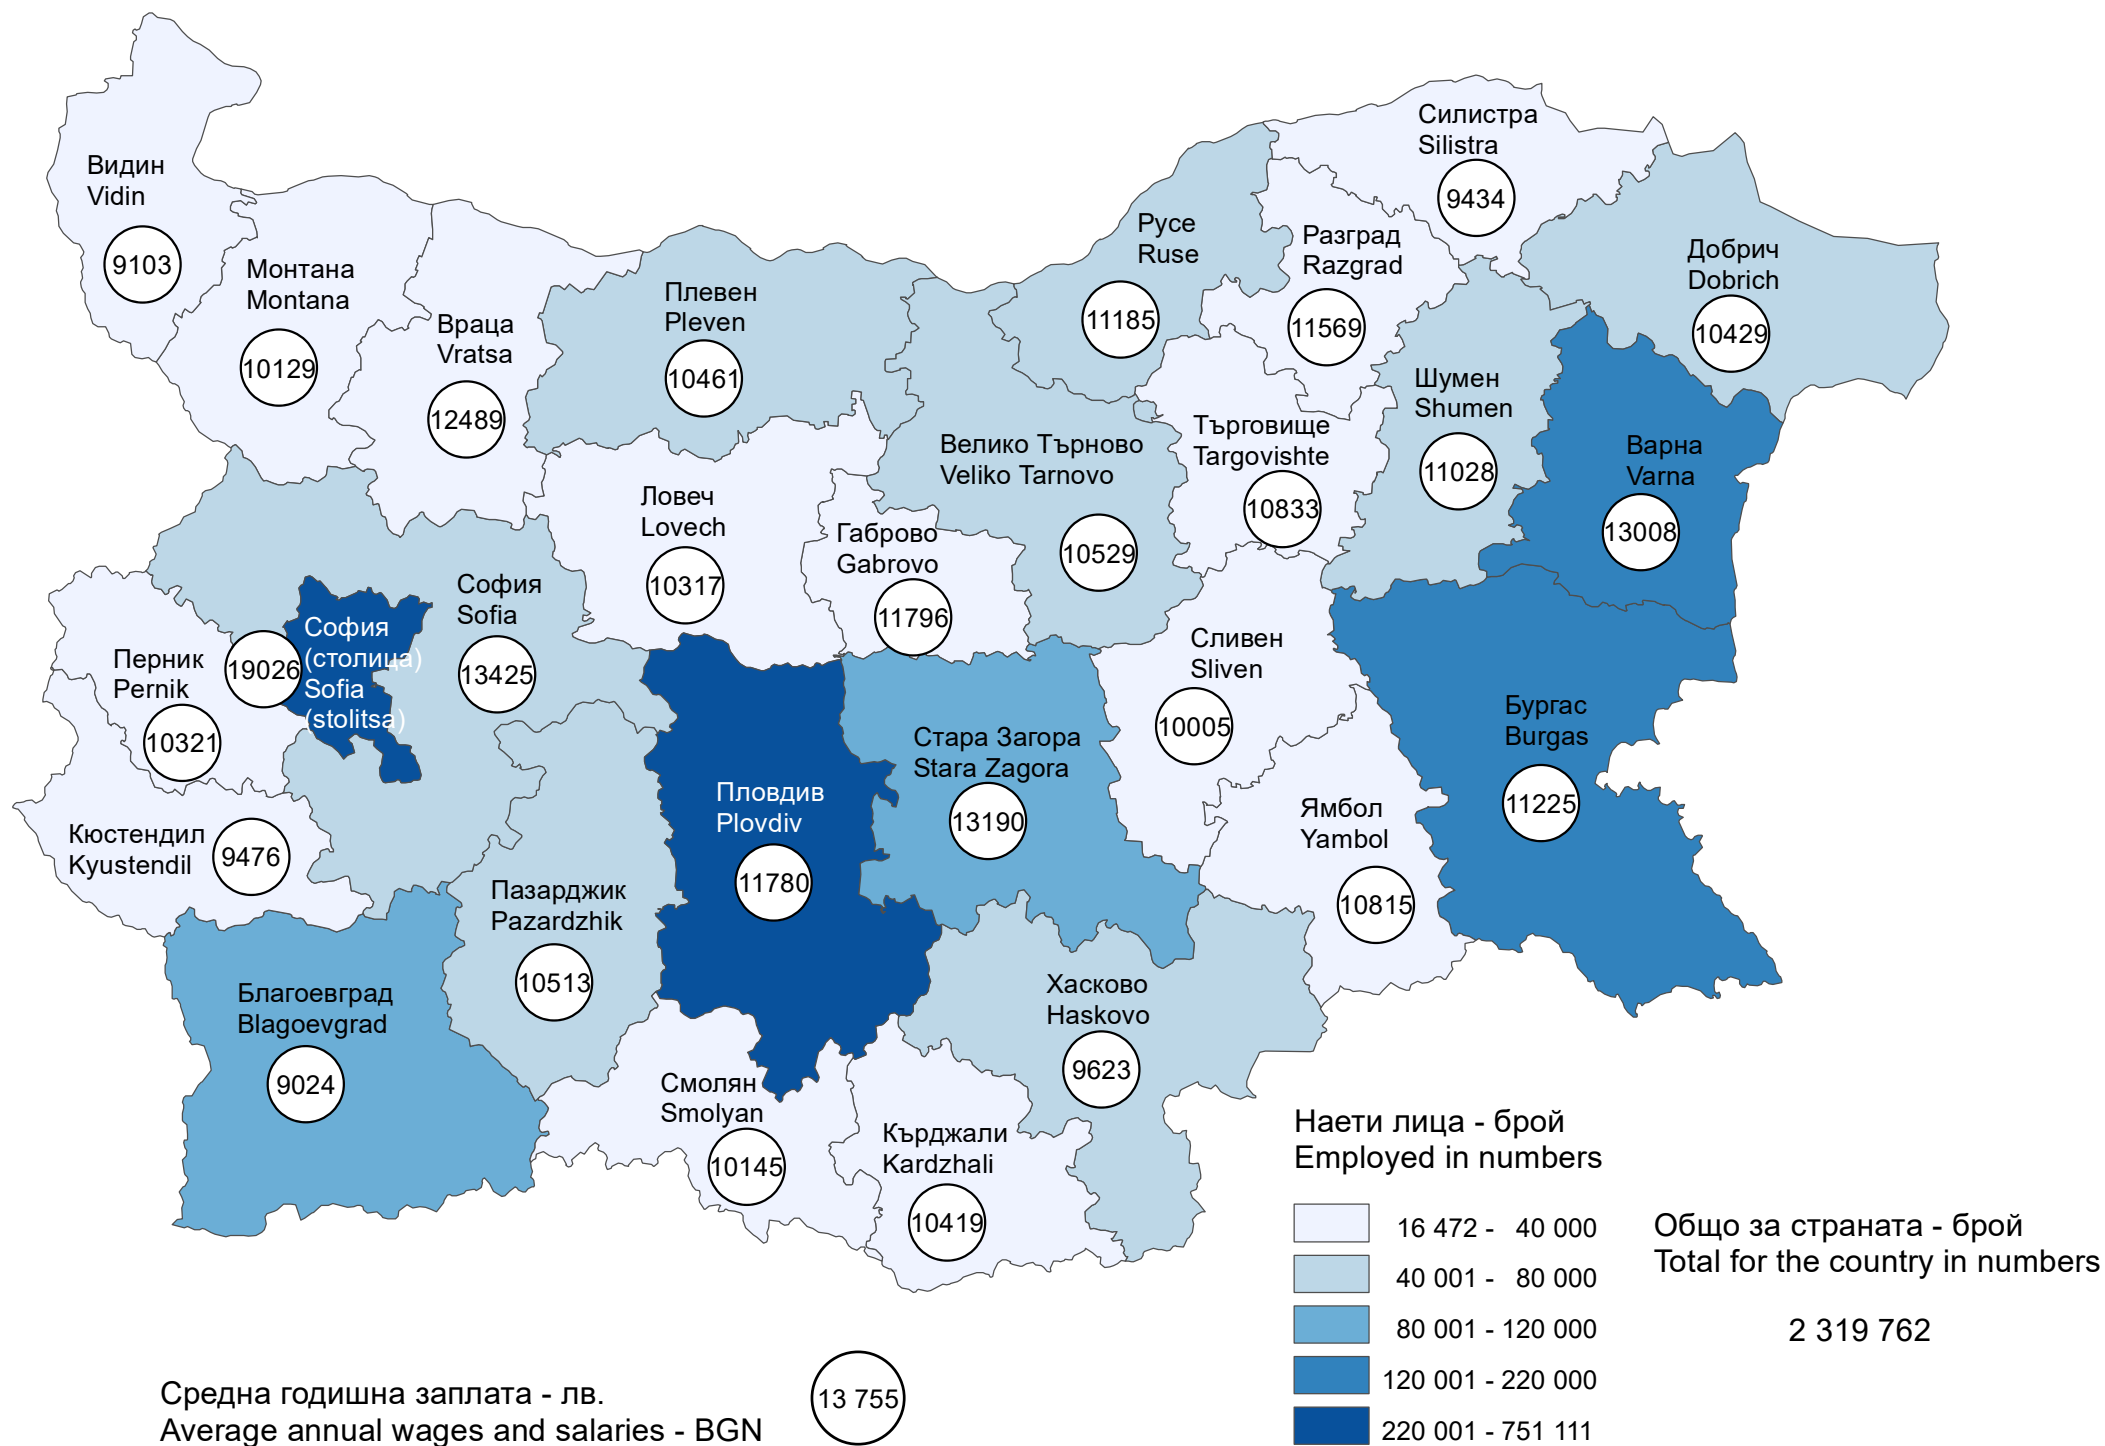 Видин
Vidin
9103
Монтана
Montana
10129
Враца
Vratsa
12489
Плевен
Pleven
10461
Русе
Ruse
11185
Разград
Razgrad
11569
Силистра
Silistra
9434
Добрич
Dobrich
10429
Шумен
Shumen
11028
Варна
Varna
13008
Търговище
Targovishte
10833
Велико Търново
Veliko Tarnovo
10529
Ловеч
Lovech
10317
Габрово
Gabrovo
11796
София
Sofia
13425
София
(столица)
Sofia
(stolitsa)
19026
Перник
Pernik
10321
Кюстендил
Kyustendil
9476
Благоевград
Blagoevgrad
9024
Пазарджик
Pazardzhik
10513
Пловдив
Plovdiv
11780
Стара Загора
Stara Zagora
13190
Сливен
Sliven
10005
Ямбол
Yambol
10815
Бургас
Burgas
11225
Хасково
Haskovo
9623
Смолян
Smolyan
10145
Кърджали
Kardzhali
10419
Наети лица - брой
Employed in numbers
16 472 - 40 000
40 001 - 80 000
80 001 - 120 000
120 001 - 220 000
220 001 - 751 111
Общо за страната - брой
Total for the country in numbers
2 319 762
Средна годишна заплата - лв.
Average annual wages and salaries - BGN
13 755